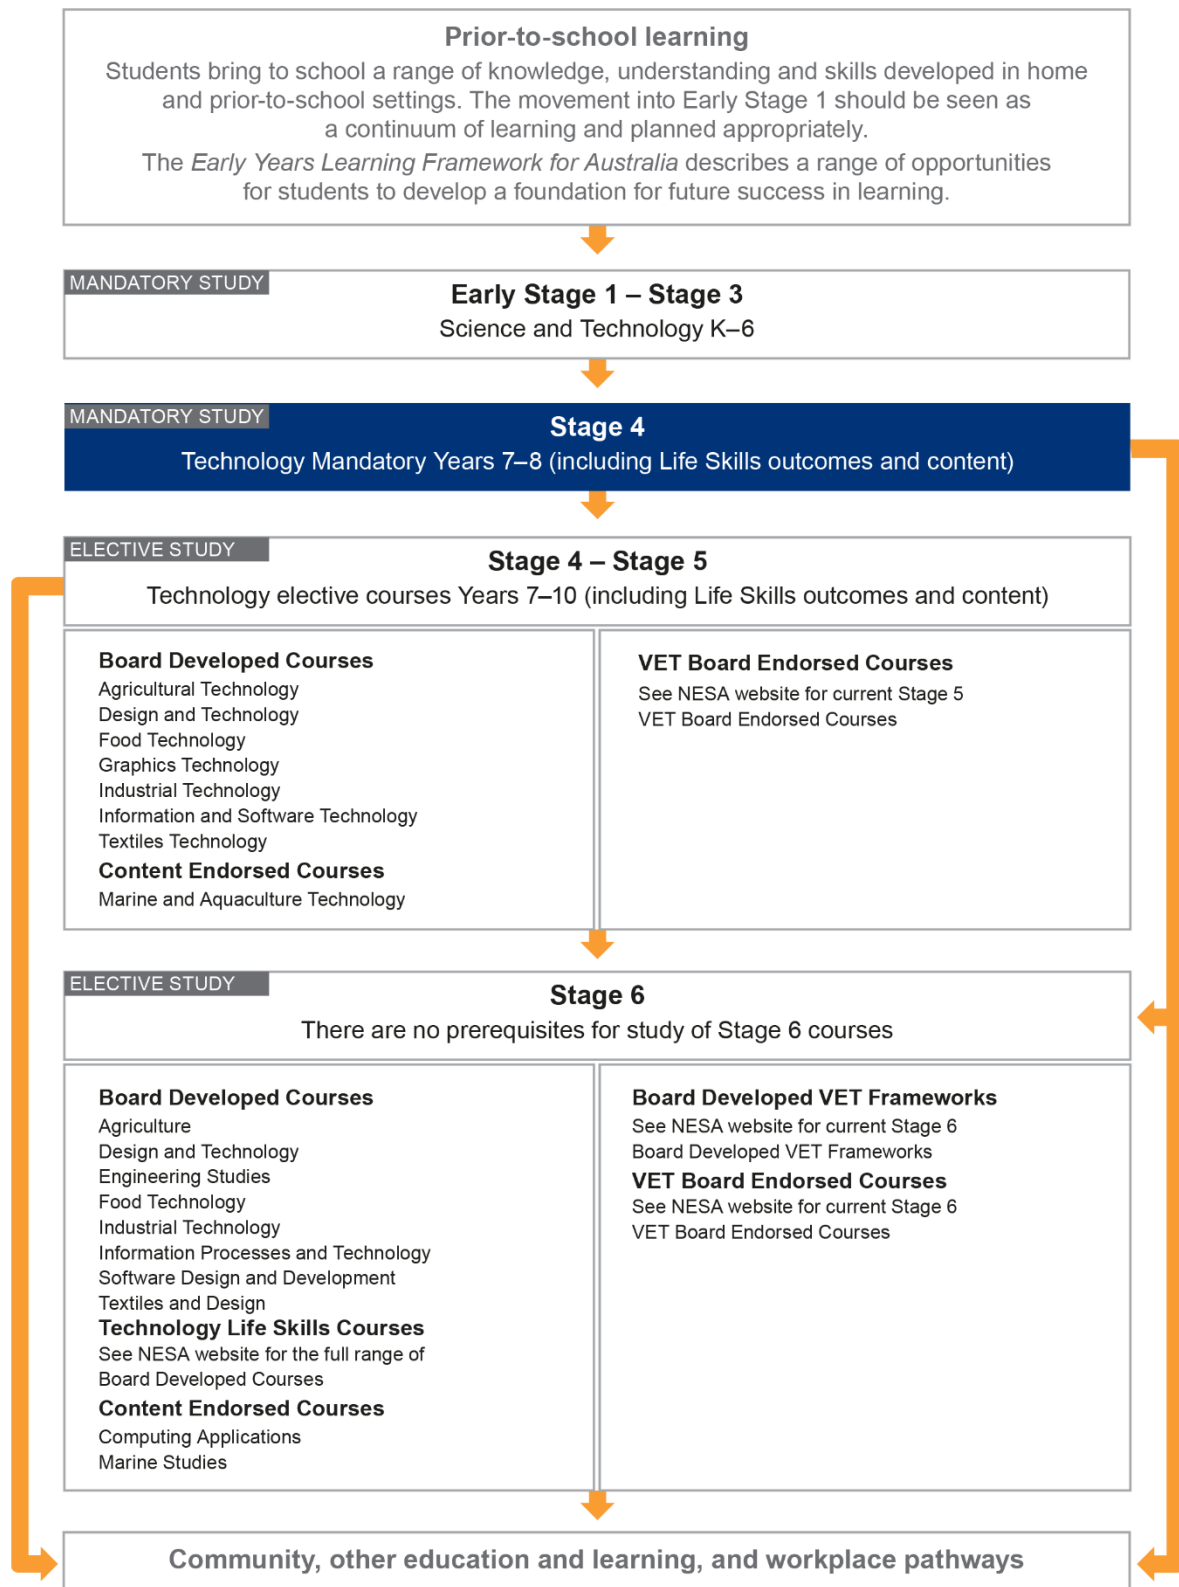 Prior-to-school learning
Students bring to school a range of knowledge, understanding and skills developed in home
and prior-to-school settings. The movement into Early Stage 1 should be seen as
a continuum of learning and planned appropriately.
The Early Years Learning Framework for Australia describes a range of opportunities
for students to develop a foundation for future success in learning.
MANDATORY STUDY
Early Stage 1 – Stage 3
Science and Technology K–6
MANDATORY STUDY
Stage 4
Technology Mandatory Years 7–8 (including Life Skills outcomes and content)
ELECTIVE STUDY
Stage 4 – Stage 5
Technology elective courses Years 7–10 (including Life Skills outcomes and content)
Board Developed Courses
Agricultural Technology
Design and Technology
Food Technology
Graphics Technology
Industrial Technology
Information and Software Technology
Textiles Technology
Content Endorsed Courses
Marine and Aquaculture Technology
VET Board Endorsed Courses
See NESA website for current Stage 5
VET Board Endorsed Courses
ELECTIVE STUDY
Stage 6
There are no prerequisites for study of Stage 6 courses
Board Developed Courses
Agriculture
Design and Technology
Engineering Studies
Food Technology
Industrial Technology
Information Processes and Technology
Software Design and Development
Textiles and Design
Technology Life Skills Courses
See NESA website for the full range of
Board Developed Courses
Content Endorsed Courses
Computing Applications
Marine Studies
Board Developed VET Frameworks
See NESA website for current Stage 6
Board Developed VET Frameworks
VET Board Endorsed Courses
See NESA website for current Stage 6
VET Board Endorsed Courses
Community, other education and learning, and workplace pathways